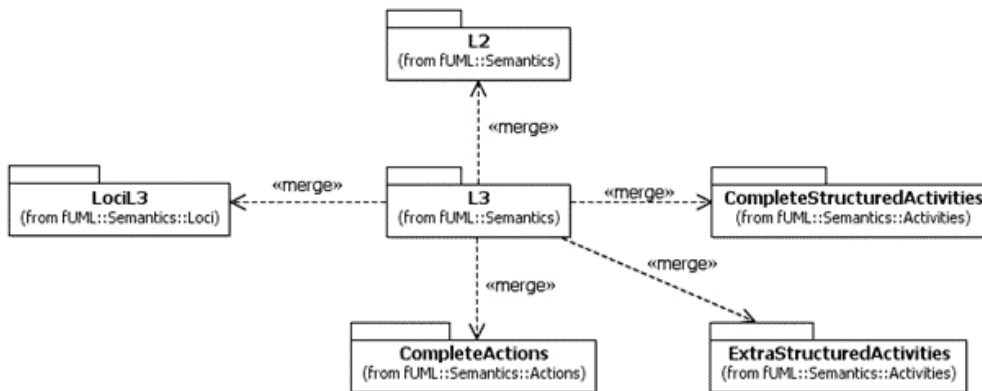 L2
(from fUML::Semantics)
«merge»
LociL3
(from fUML::Semantics::Loci)
«merge»
L3
(from fUML::Semantics)
«merge»
CompleteStructuredActivities
(from fUML::Semantics::Activities)
«merge»
«merge»
CompleteActions
(from fUML::Semantics::Actions)
ExtraStructuredActivities
(from fUML::Semantics::Activities)